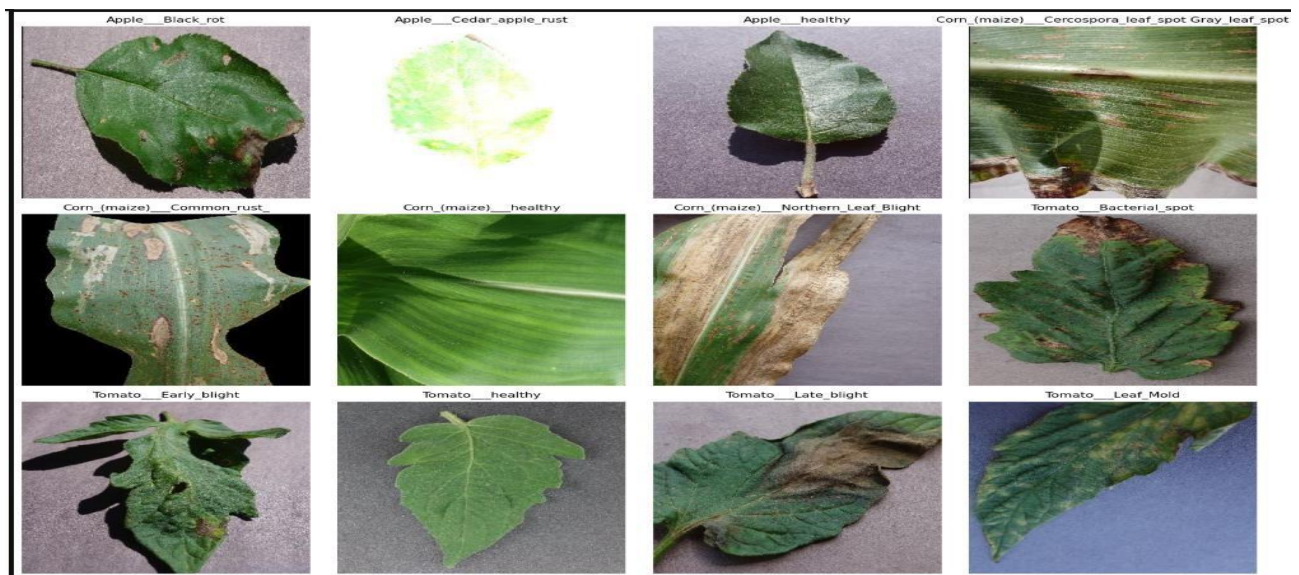 Apple___Black_rot
Apple___Cedar_apple_rust
Apple___healthy
Corn_(maize)___Cercospora_leaf_spot Gray_leaf_spot
Corn_(maize)___Common_rust_
Corn_(maize)___healthy
Corn_(maize)___Northern_Leaf_Blight
Tomato___Bacterial_spot
Tomato___Early_blight
Tomato___healthy
Tomato___Late_blight
Tomato___Leaf_Mold